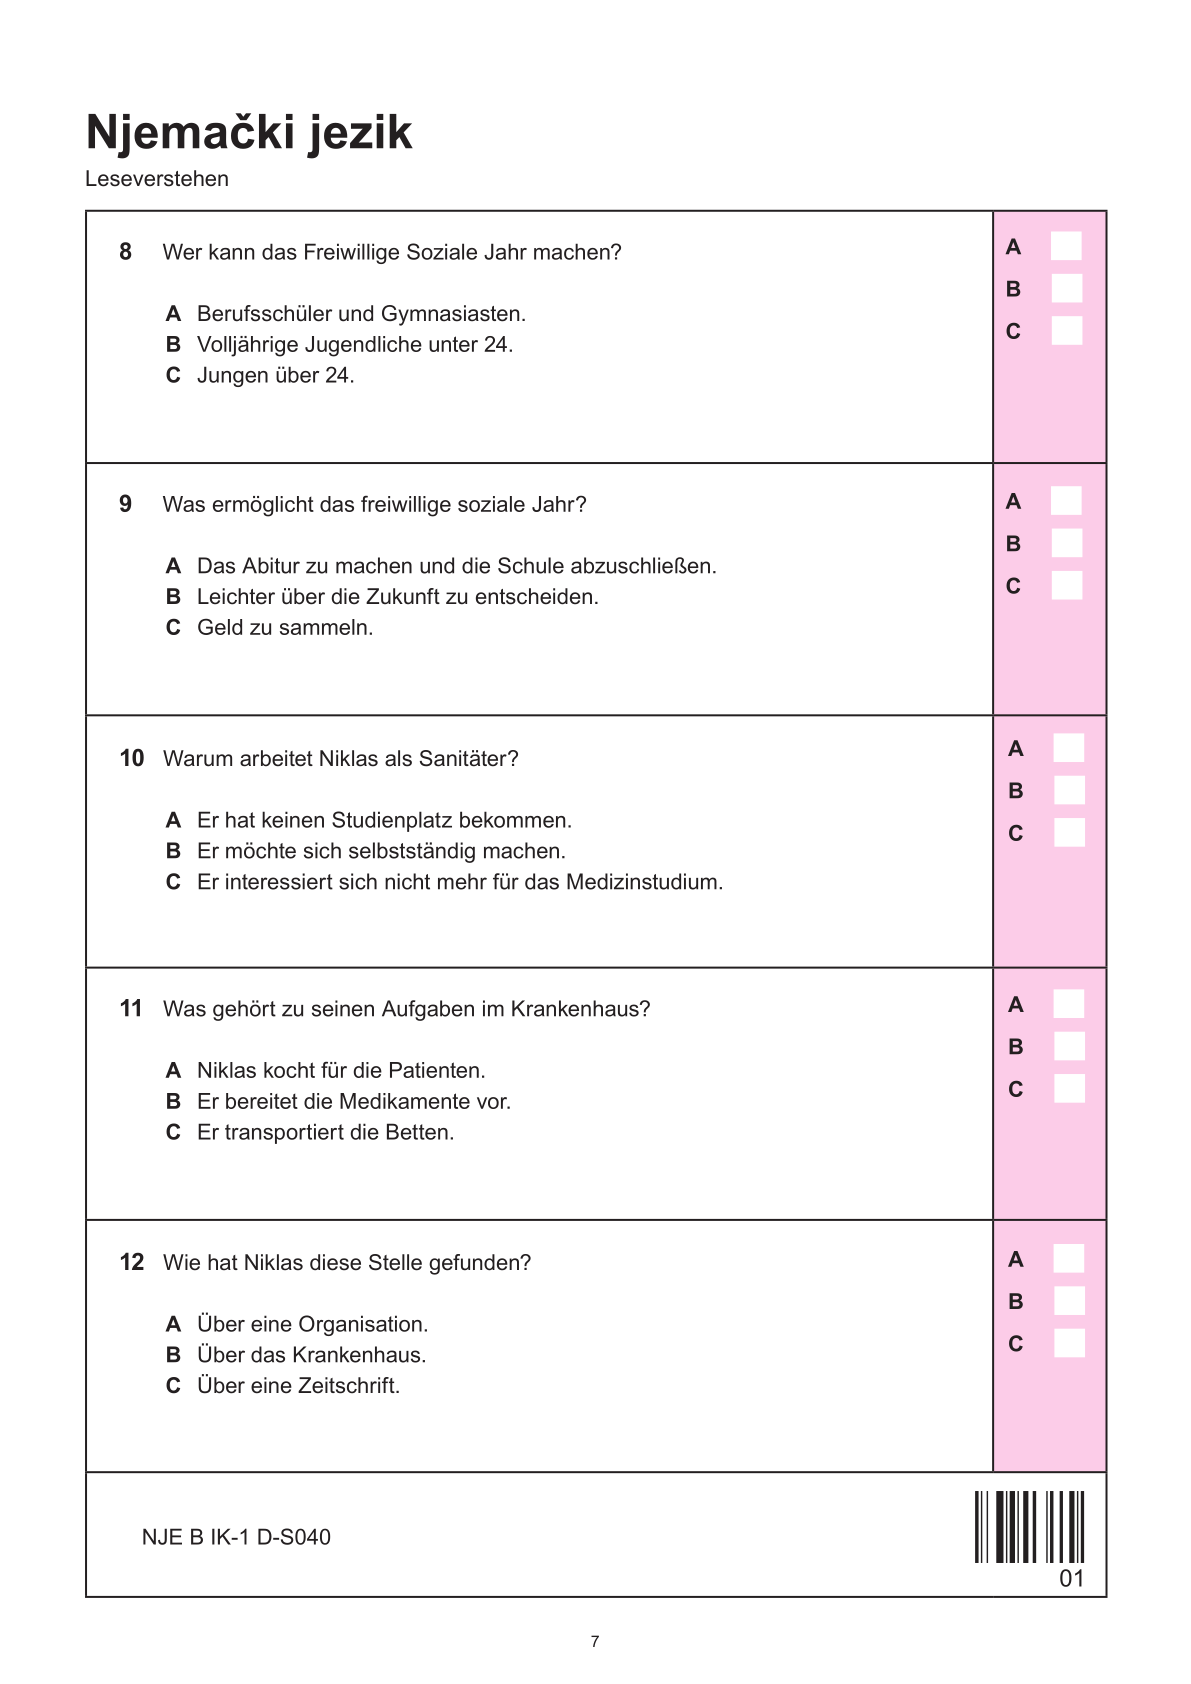 Njemački jezik
Leseverstehen
8 Wer kann das Freiwillige Soziale Jahr machen?
A Berufsschüler und Gymnasiasten.
B Volljährige Jugendliche unter 24.
C Jungen über 24.
A
B
C
9 Was ermöglicht das freiwillige soziale Jahr?
A Das Abitur zu machen und die Schule abzuschließen.
B Leichter über die Zukunft zu entscheiden.
C Geld zu sammeln.
A
B
C
10 Warum arbeitet Niklas als Sanitäter?
A Er hat keinen Studienplatz bekommen.
B Er möchte sich selbstständig machen.
C Er interessiert sich nicht mehr für das Medizinstudium.
A
B
C
11 Was gehört zu seinen Aufgaben im Krankenhaus?
A Niklas kocht für die Patienten.
B Er bereitet die Medikamente vor.
C Er transportiert die Betten.
A
B
C
12 Wie hat Niklas diese Stelle gefunden?
A Über eine Organisation.
B Über das Krankenhaus.
C Über eine Zeitschrift.
A
B
C
NJE B IK-1 D-S040
01
7